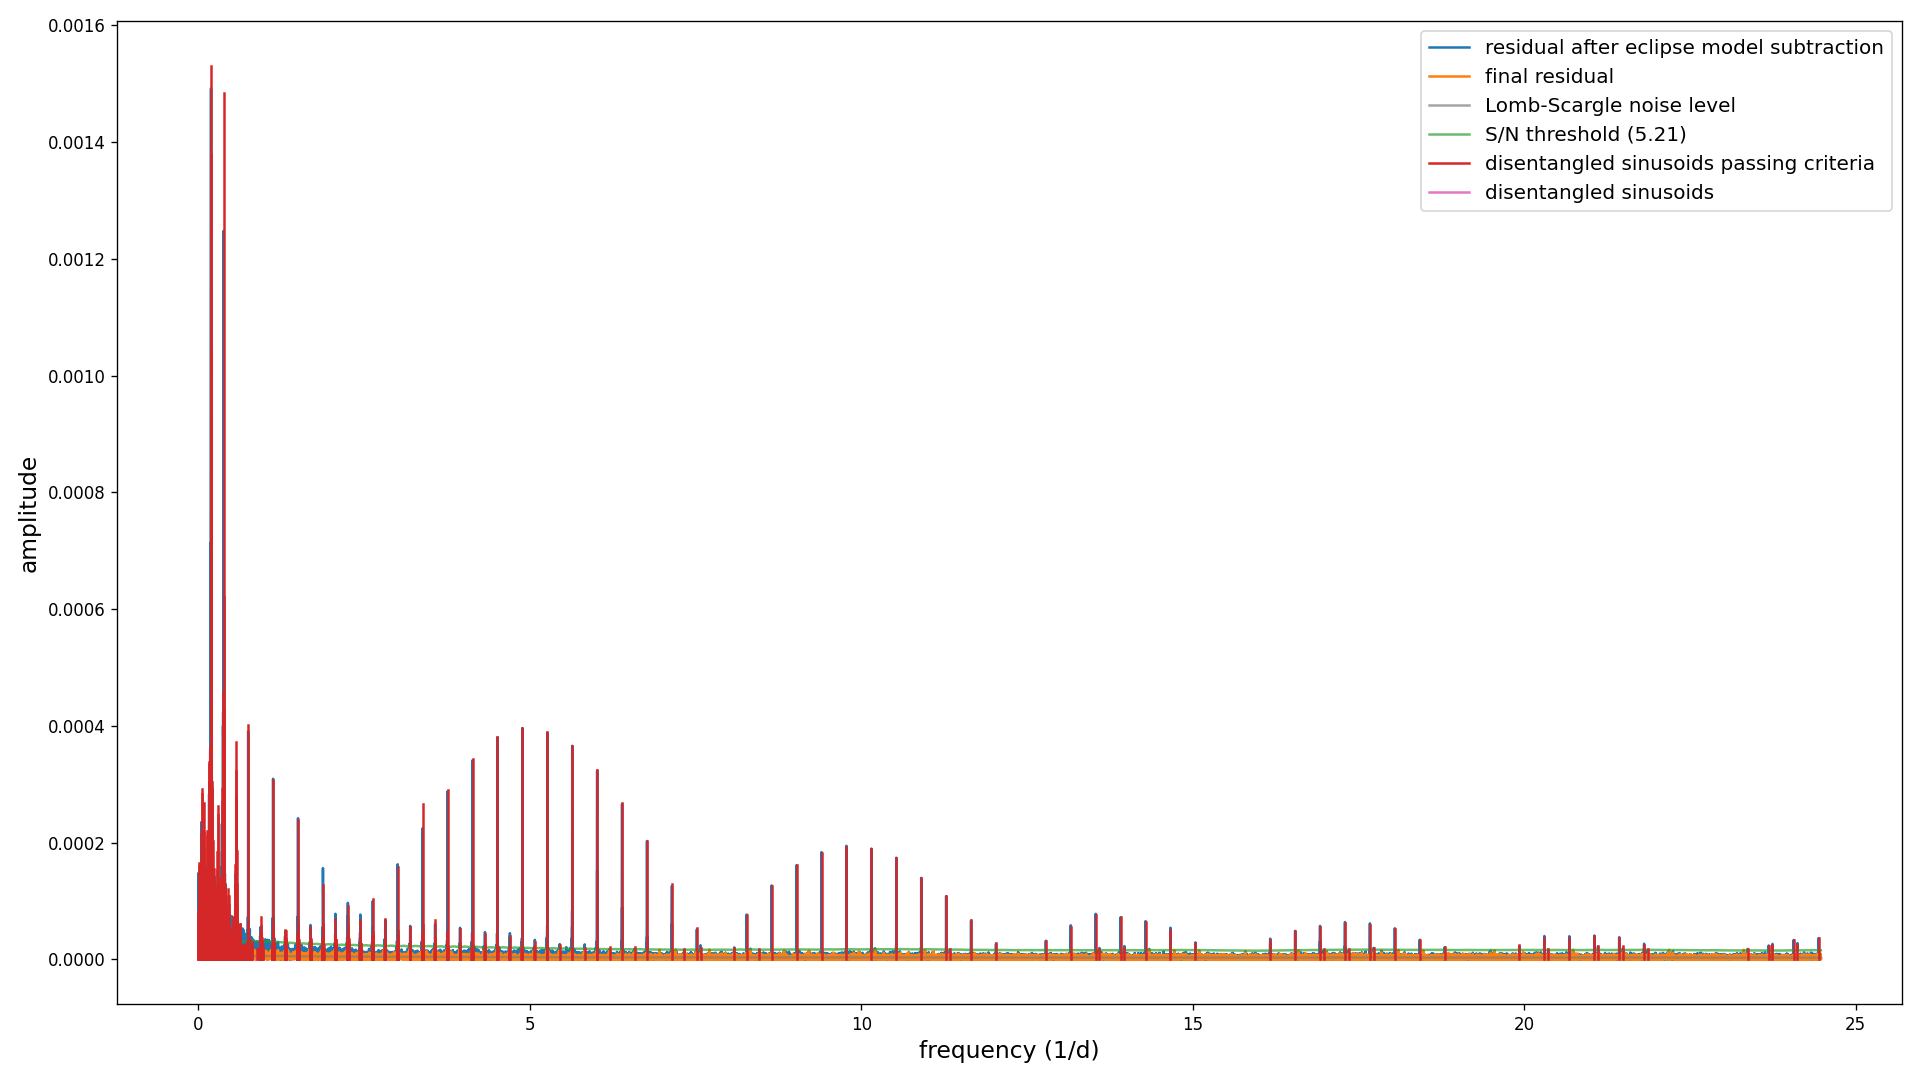 0.0016
0.0014
0.0012
0.0010
0.0008
0.0006
0.0004
0.0002
0.0000
amplitude
0
5
10
15
20
25
frequency (1/d)
residual after eclipse model subtraction
final residual
Lomb-Scargle noise level
S/N threshold (5.21)
disentangled sinusoids passing criteria
disentangled sinusoids